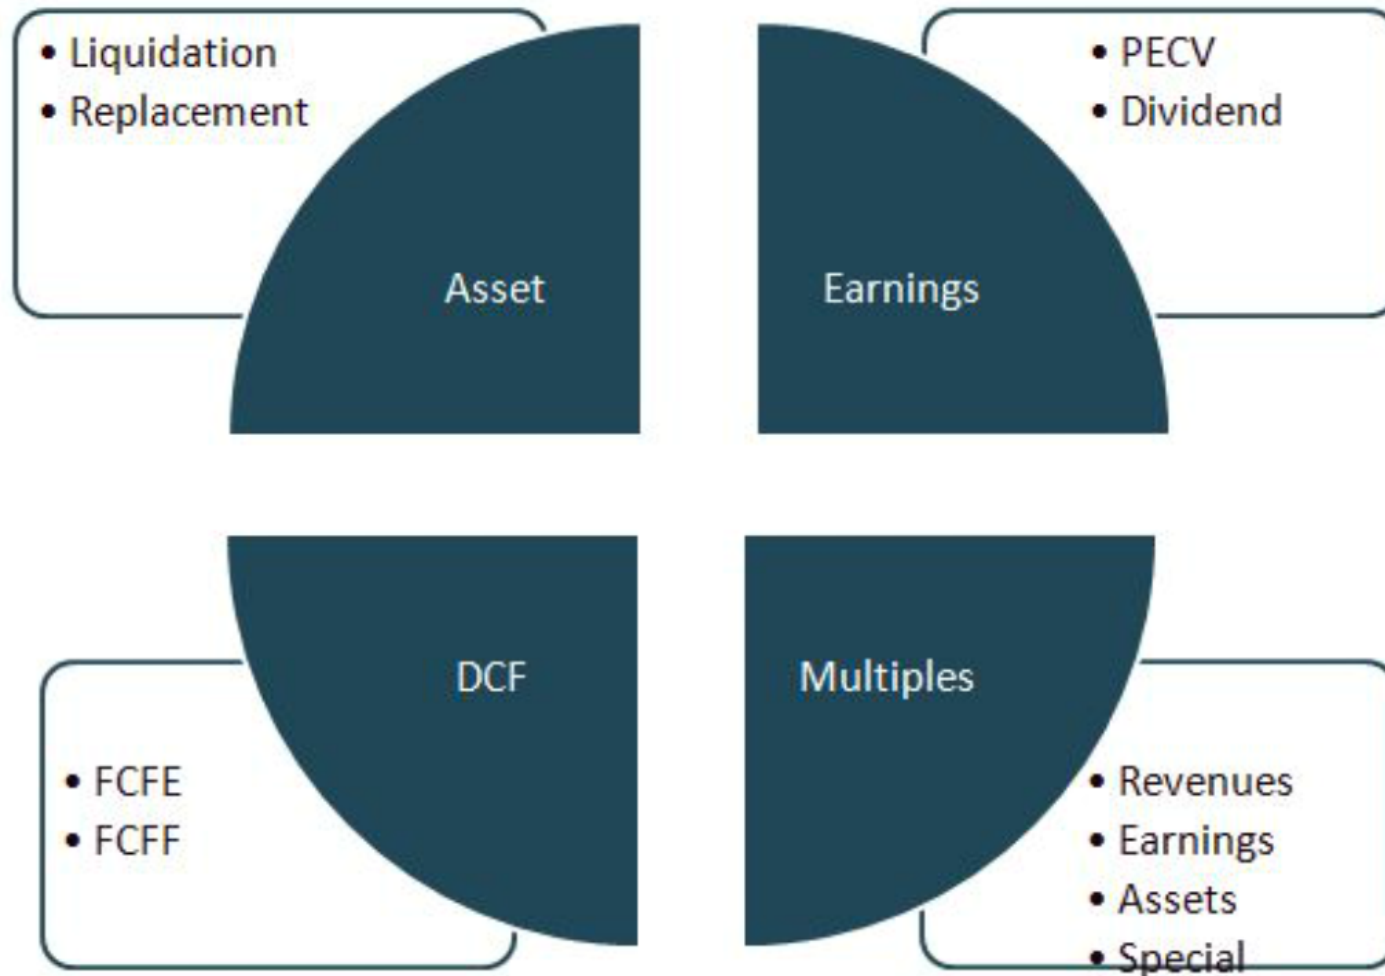 • Liquidation
• Replacement
Asset
• PECV
• Dividend
Earnings
DCF
• FCFE
• FCFF
Multiples
• Revenues
• Earnings
• Assets
• Special